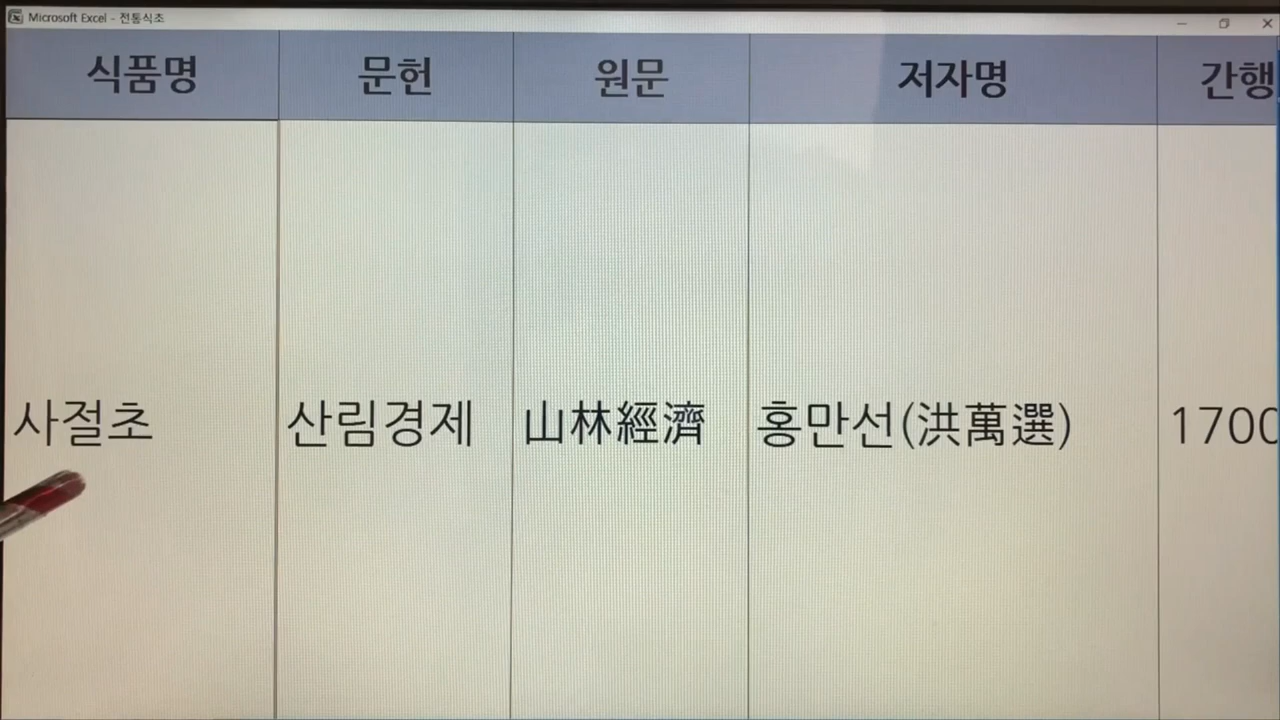 Microsoft Excel - 전통식초
식품명 문헌 원문 저자명 간행
사절초 산림경제 山林經濟 홍만선(洪萬選) 1700